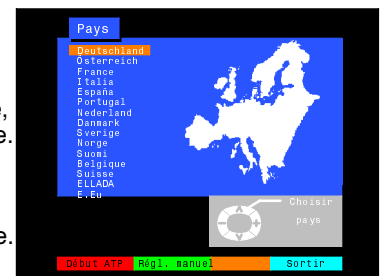 Pays
Deutschland
Österreich
France
Italia
España
Portugal
Nederland
Danmark
Sverige
Norge
Suomi
Belgique
Suisse
ELLADA
E.Eu
e,
e.
e.
Choisir
pays
Début ATP Régl. manuel Sortir